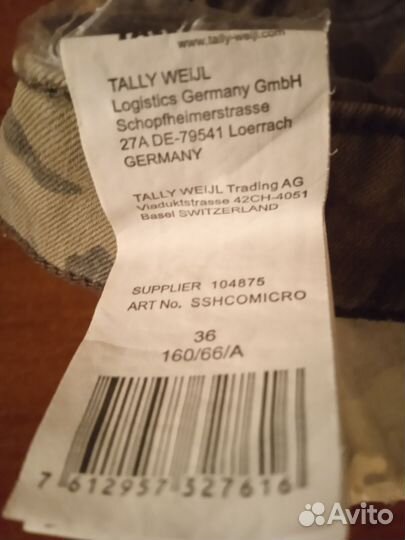 www.tally-weijl.com
TALLY WEIJL
Logistics Germany GmbH
Schopfheimerstrasse
27A DE-79541 Loerrach
GERMANY
TALLY WEIJL Trading AG
Viaduktstrasse 42CH-4051
Basel SWITZERLAND
SUPPLIER 104875
ART No. SSHCOMICRO
36
160/66/A
7 612957 527616
Avito